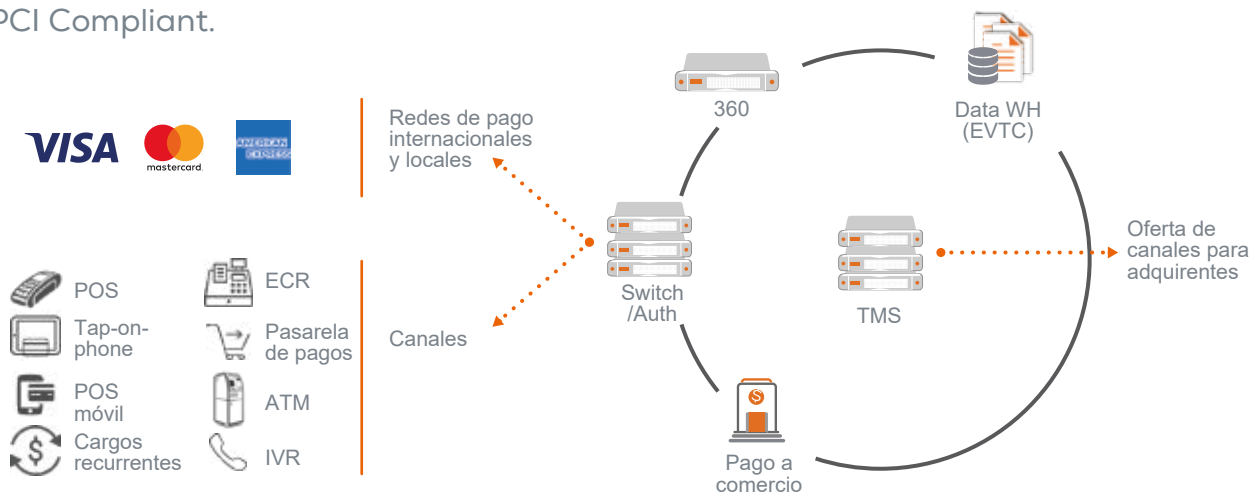 PCI Compliant.
VISA
mastercard
AMERICAN
EXPRESS
Redes de pago
internacionales
y locales
POS
Tap-on-
phone
POS
móvil
Cargos
recurrentes
ECR
Pasarela
de pagos
ATM
IVR
Canales
360
Data WH
(EVTC)
Switch
/Auth
TMS
Oferta de
canales para
adquirentes
Pago a
comercio